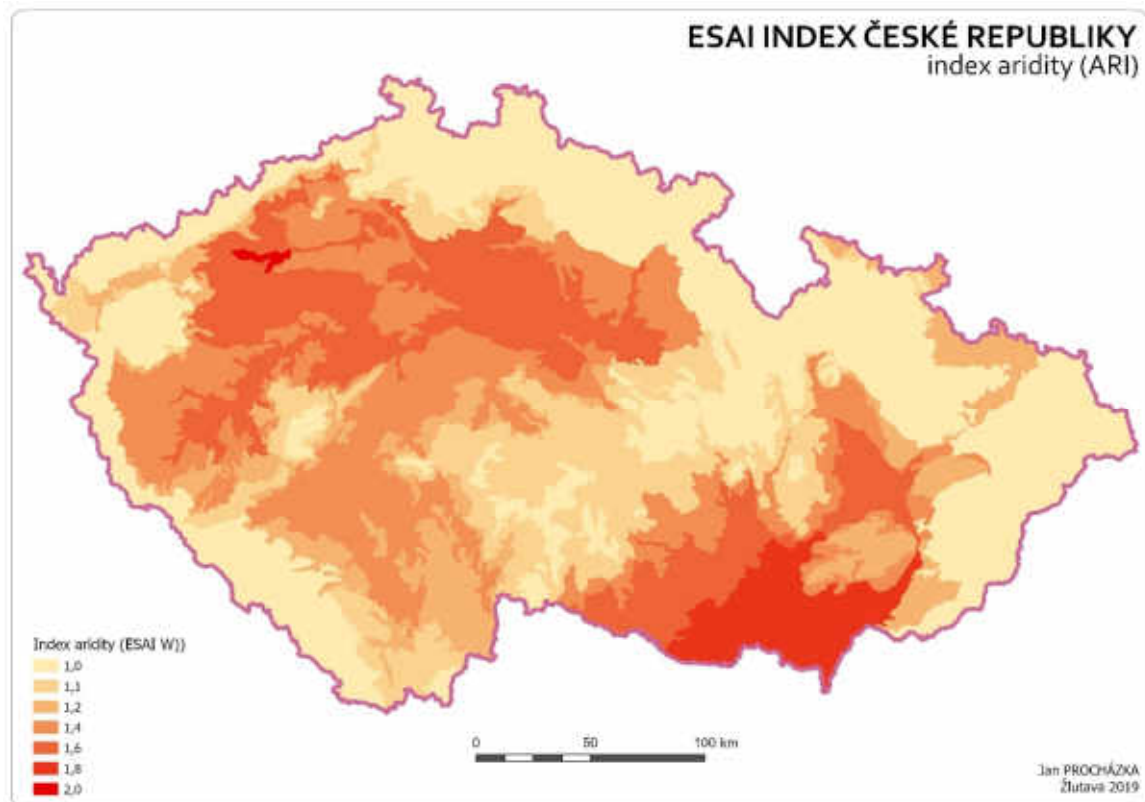 ESAI INDEX ČESKÉ REPUBLIKY
index aridity (ARI)
Index aridity (ESAI W))
1,0
1,1
1,2
1,4
1,6
1,8
2,0
0 50 100 km
Jan PROCHÁZKA
Žlutava 2019